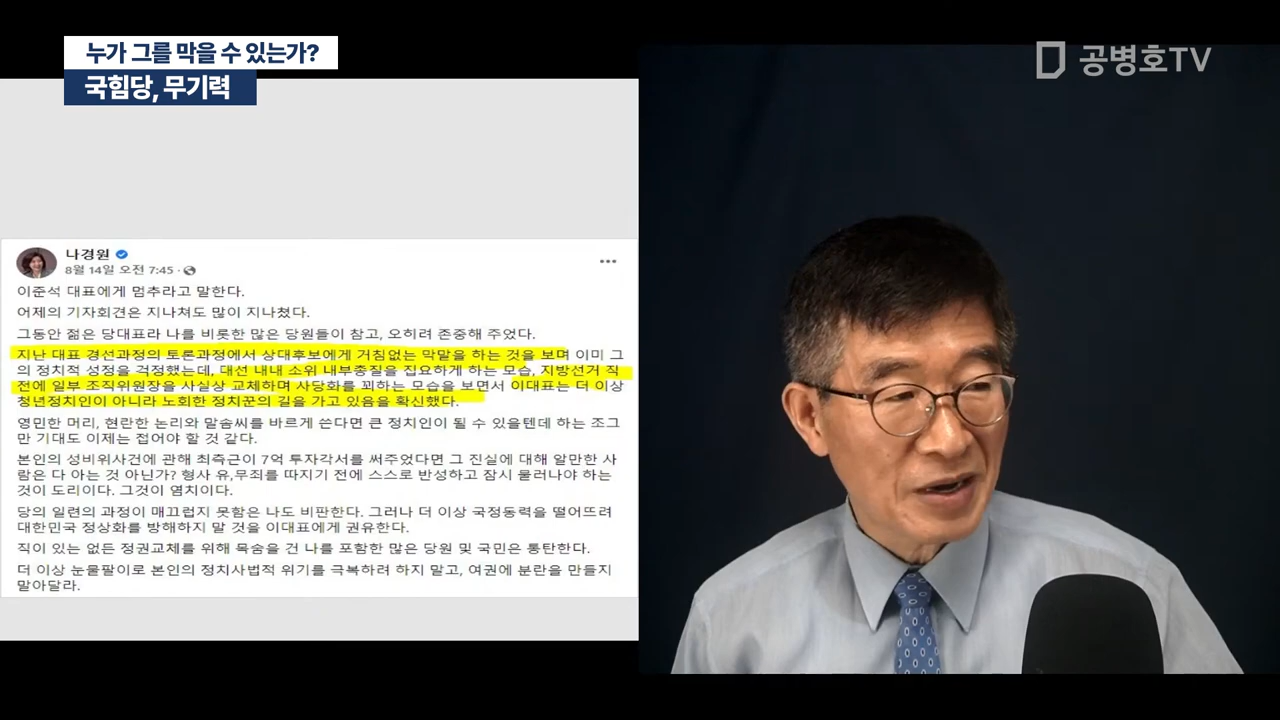 누가 그를 막을 수 있는가?
국힘당, 무기력
공병호TV
나경원
8월 14일 오전 7:45 ·
이준석 대표에게 멈추라고 말한다.
어제의 기자회견은 지나쳐도 많이 지나쳤다.
그동안 젊은 당대표라 나를 비롯한 많은 당원들이 참고, 오히려 존중해 주었다.
지난 대표 경선과정의 토론과정에서 상대후보에게 거침없는 막말을 하는 것을 보며 이미 그
의 정치적 성정을 걱정했는데, 대선 내내 소위 내부총질을 집요하게 하는 모습, 지방선거 직
전에 일부 조직위원장을 사실상 교체하며 사당화를 꾀하는 모습을 보면서 이대표는 더 이상
청년정치인이 아니라 노회한 정치꾼의 길을 가고 있음을 확신했다.
영민한 머리, 현란한 논리와 말솜씨를 바르게 쓴다면 큰 정치인이 될 수 있을텐데 하는 조그
만 기대도 이제는 접어야 할 것 같다.
본인의 성비위사건에 관해 최측근이 7억 투자각서를 써주었다면 그 진실에 대해 알만한 사
람은 다 아는 것 아닌가? 형사 유,무죄를 따지기 전에 스스로 반성하고 잠시 물러나야 하는
것이 도리이다. 그것이 염치이다.
당의 일련의 과정이 매끄럽지 못함은 나도 비판한다. 그러나 더 이상 국정동력을 떨어뜨려
대한민국 정상화를 방해하지 말 것을 이대표에게 권유한다.
직이 있는 없든 정권교체를 위해 목숨을 건 나를 포함한 많은 당원 및 국민은 통탄한다.
더 이상 눈물팔이로 본인의 정치사법적 위기를 극복하려 하지 말고, 여권에 분란을 만들지
말아달라.